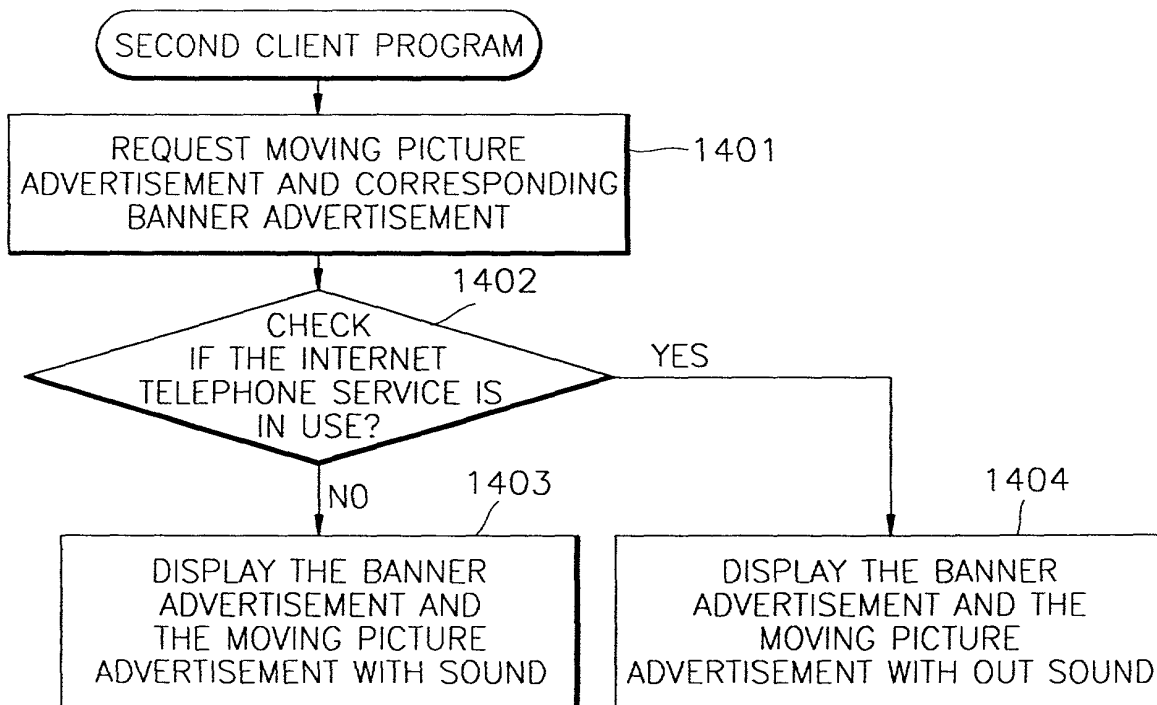 SECOND CLIENT PROGRAM
REQUEST MOVING PICTURE
ADVERTISEMENT AND CORRESPONDING
BANNER ADVERTISEMENT
1401
1402
CHECK
IF THE INTERNET
TELEPHONE SERVICE IS
IN USE?
YES
NO
1403
DISPLAY THE BANNER
ADVERTISEMENT AND
THE MOVING PICTURE
ADVERTISEMENT WITH SOUND
1404
DISPLAY THE BANNER
ADVERTISEMENT AND THE
MOVING PICTURE
ADVERTISEMENT WITH OUT SOUND